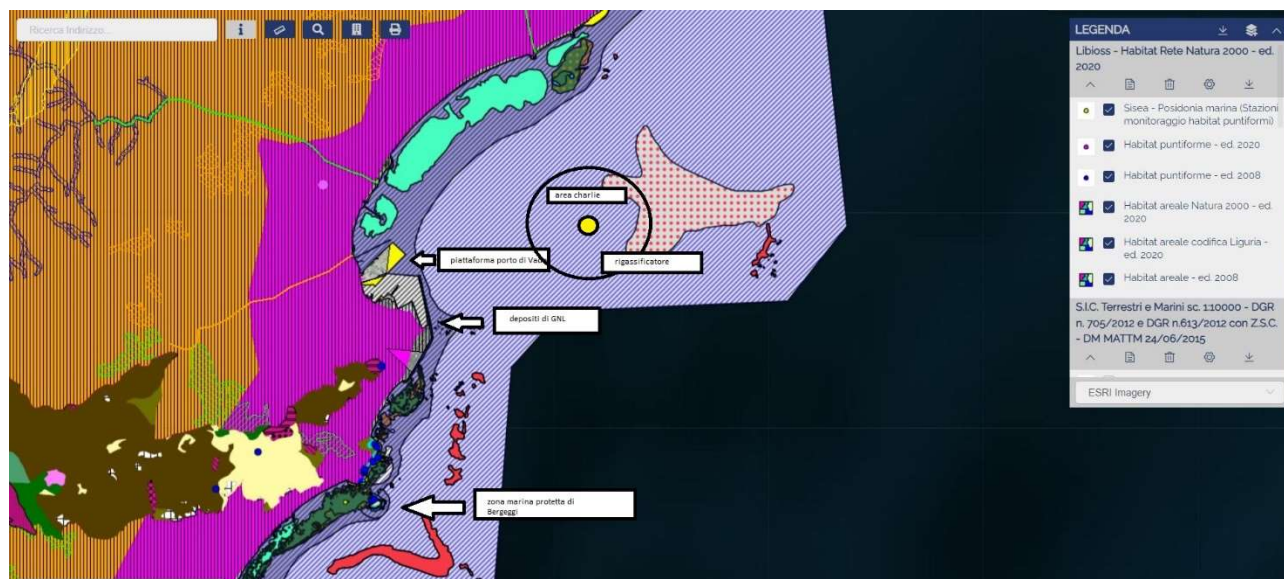 Ricerca Indirizzo...
LEGENDA
Libioss - Habitat Rete Natura 2000 - ed.
2020
Sisea - Posidonia marina (Stazioni
monitoraggio habitat puntiformi)
Habitat puntiforme - ed. 2020
Habitat puntiforme - ed. 2008
Habitat areale Natura 2000 - ed.
2020
Habitat areale codifica Liguria -
ed. 2020
Habitat areale - ed. 2008
S.I.C. Terrestri e Marini sc. 1:10000 - DGR
n. 705/2012 e DGR n.613/2012 con Z.S.C.
- DM MATTM 24/06/2015
ESRI Imagery
area charlie
piattaforma porto di
rigassificatore
depositi di GNL
zona marina protetta di
Bergeggi